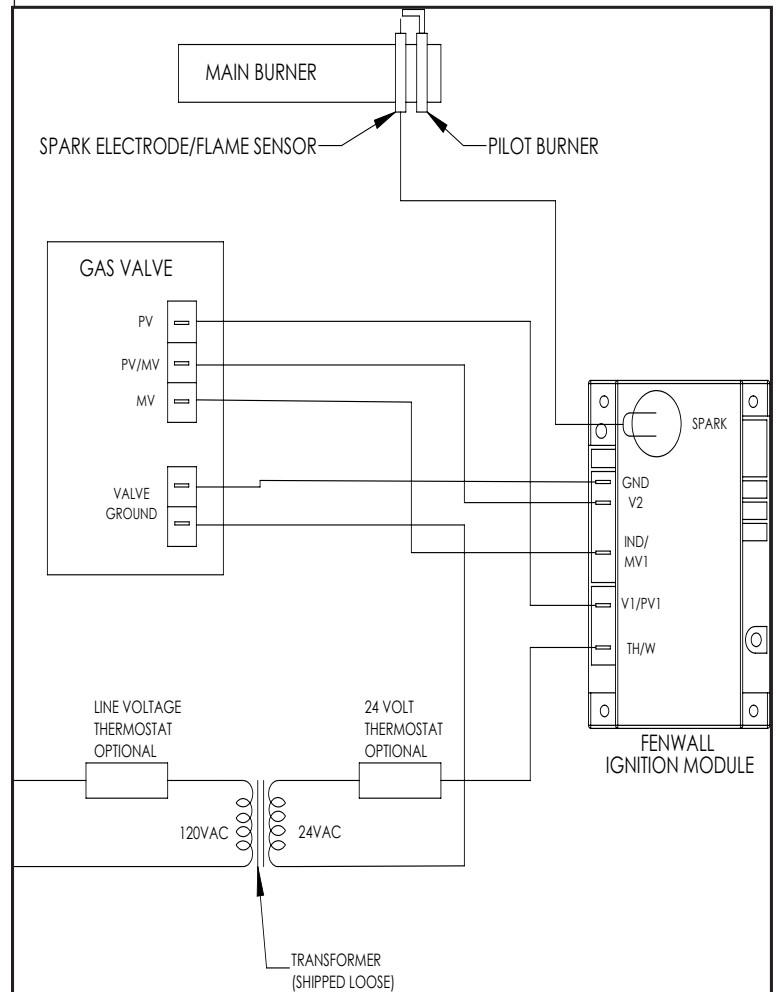 MAIN BURNER
SPARK ELECTRODE/FLAME SENSOR
PILOT BURNER
GAS VALVE
PV
PV/MV
MV
VALVE
GROUND
SPARK
GND
V2
IND/
MV1
V1/PV1
TH/W
FENWALL
IGNITION MODULE
LINE VOLTAGE
THERMOSTAT
OPTIONAL
24 VOLT
THERMOSTAT
OPTIONAL
120VAC
24VAC
TRANSFORMER
(SHIPPED LOOSE)